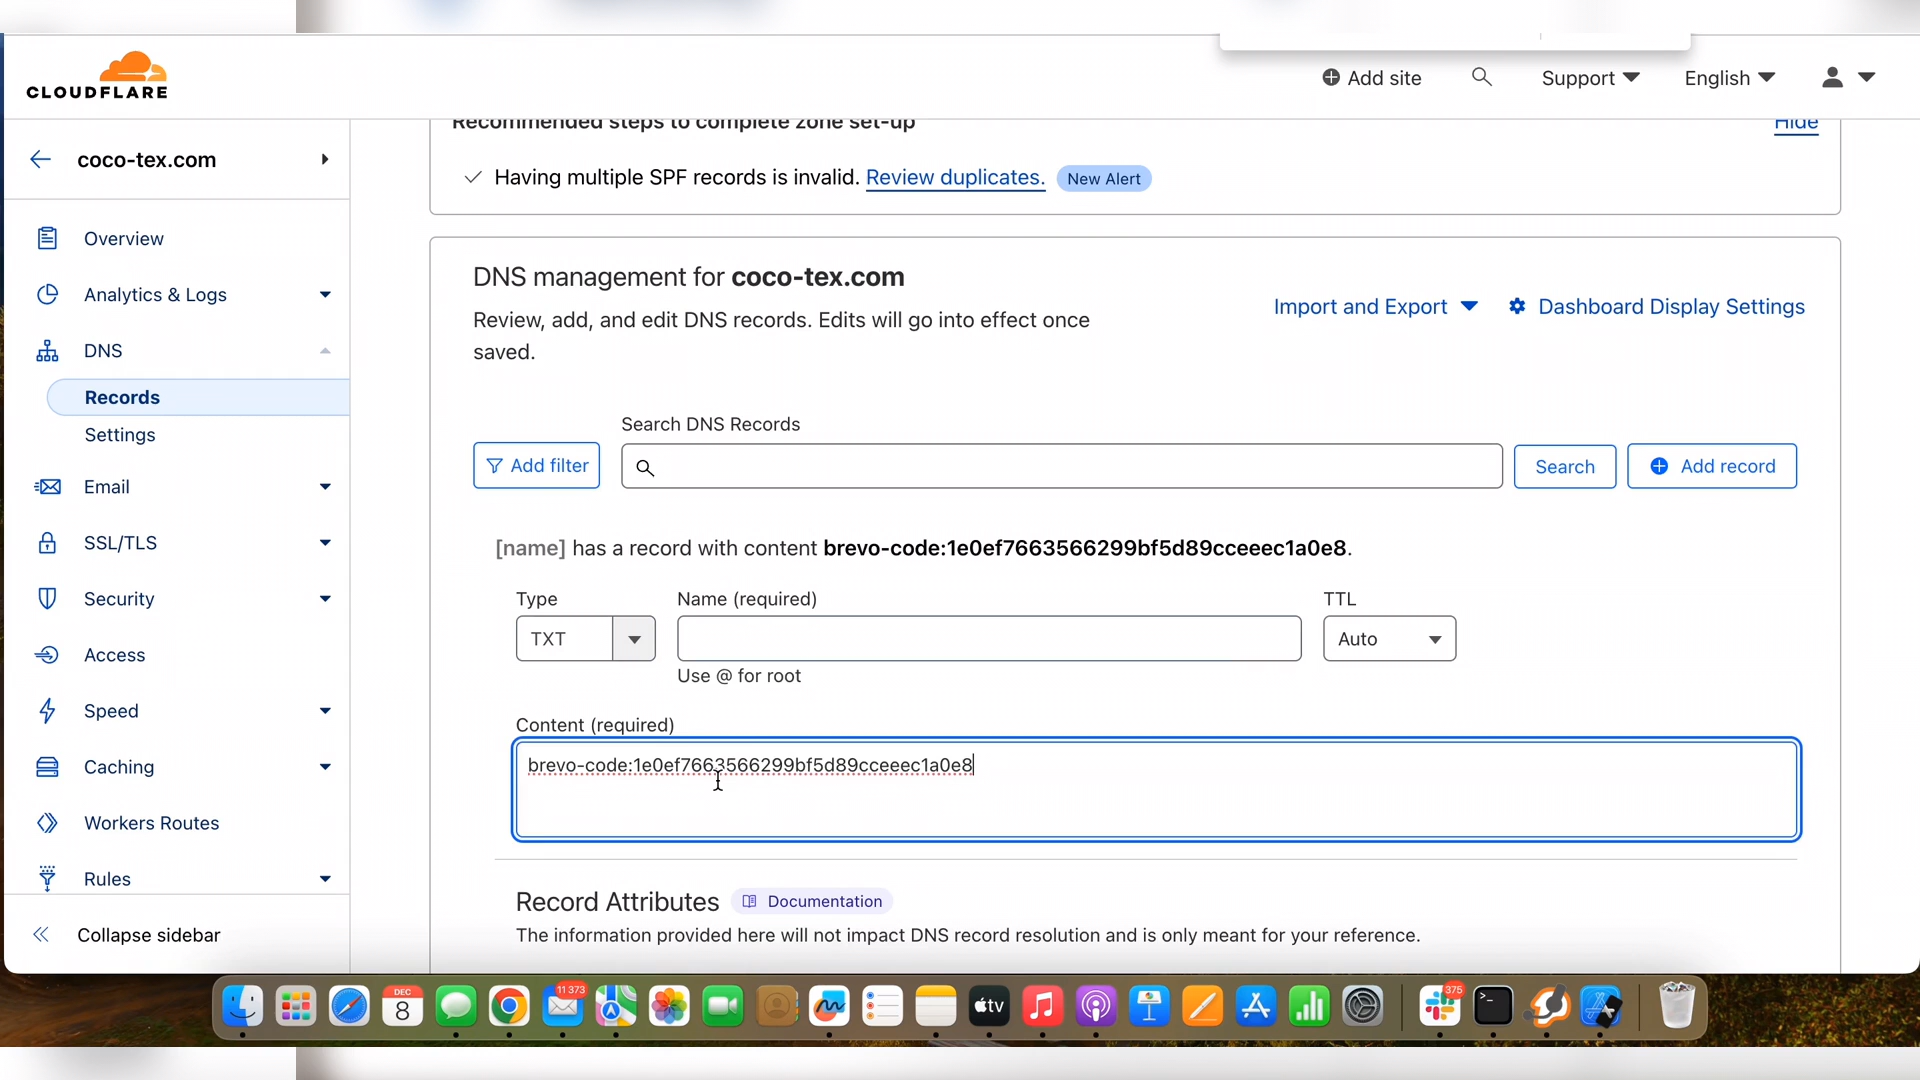 CLOUDFLARE
Add site
Support
English
coco-tex.com
Overview
Analytics & Logs
DNS
Records
Settings
Email
SSL/TLS
Security
Access
Speed
Caching
Workers Routes
Rules
Collapse sidebar
Recommended steps to complete zone set-up
Hide
Having multiple SPF records is invalid. Review duplicates. New Alert
DNS management for coco-tex.com
Review, add, and edit DNS records. Edits will go into effect once
saved.
Import and Export
Dashboard Display Settings
Search DNS Records
Add filter
Search
Add record
[name] has a record with content brevo-code:1e0ef7663566299bf5d89cceeec1a0e8.
Type
Name (required)
TTL
TXT
Auto
Use @ for root
Content (required)
brevo-code:1e0ef7663566299bf5d89cceeec1a0e8
Record Attributes
Documentation
The information provided here will not impact DNS record resolution and is only meant for your reference.
DEC
8
11 373
tv
375